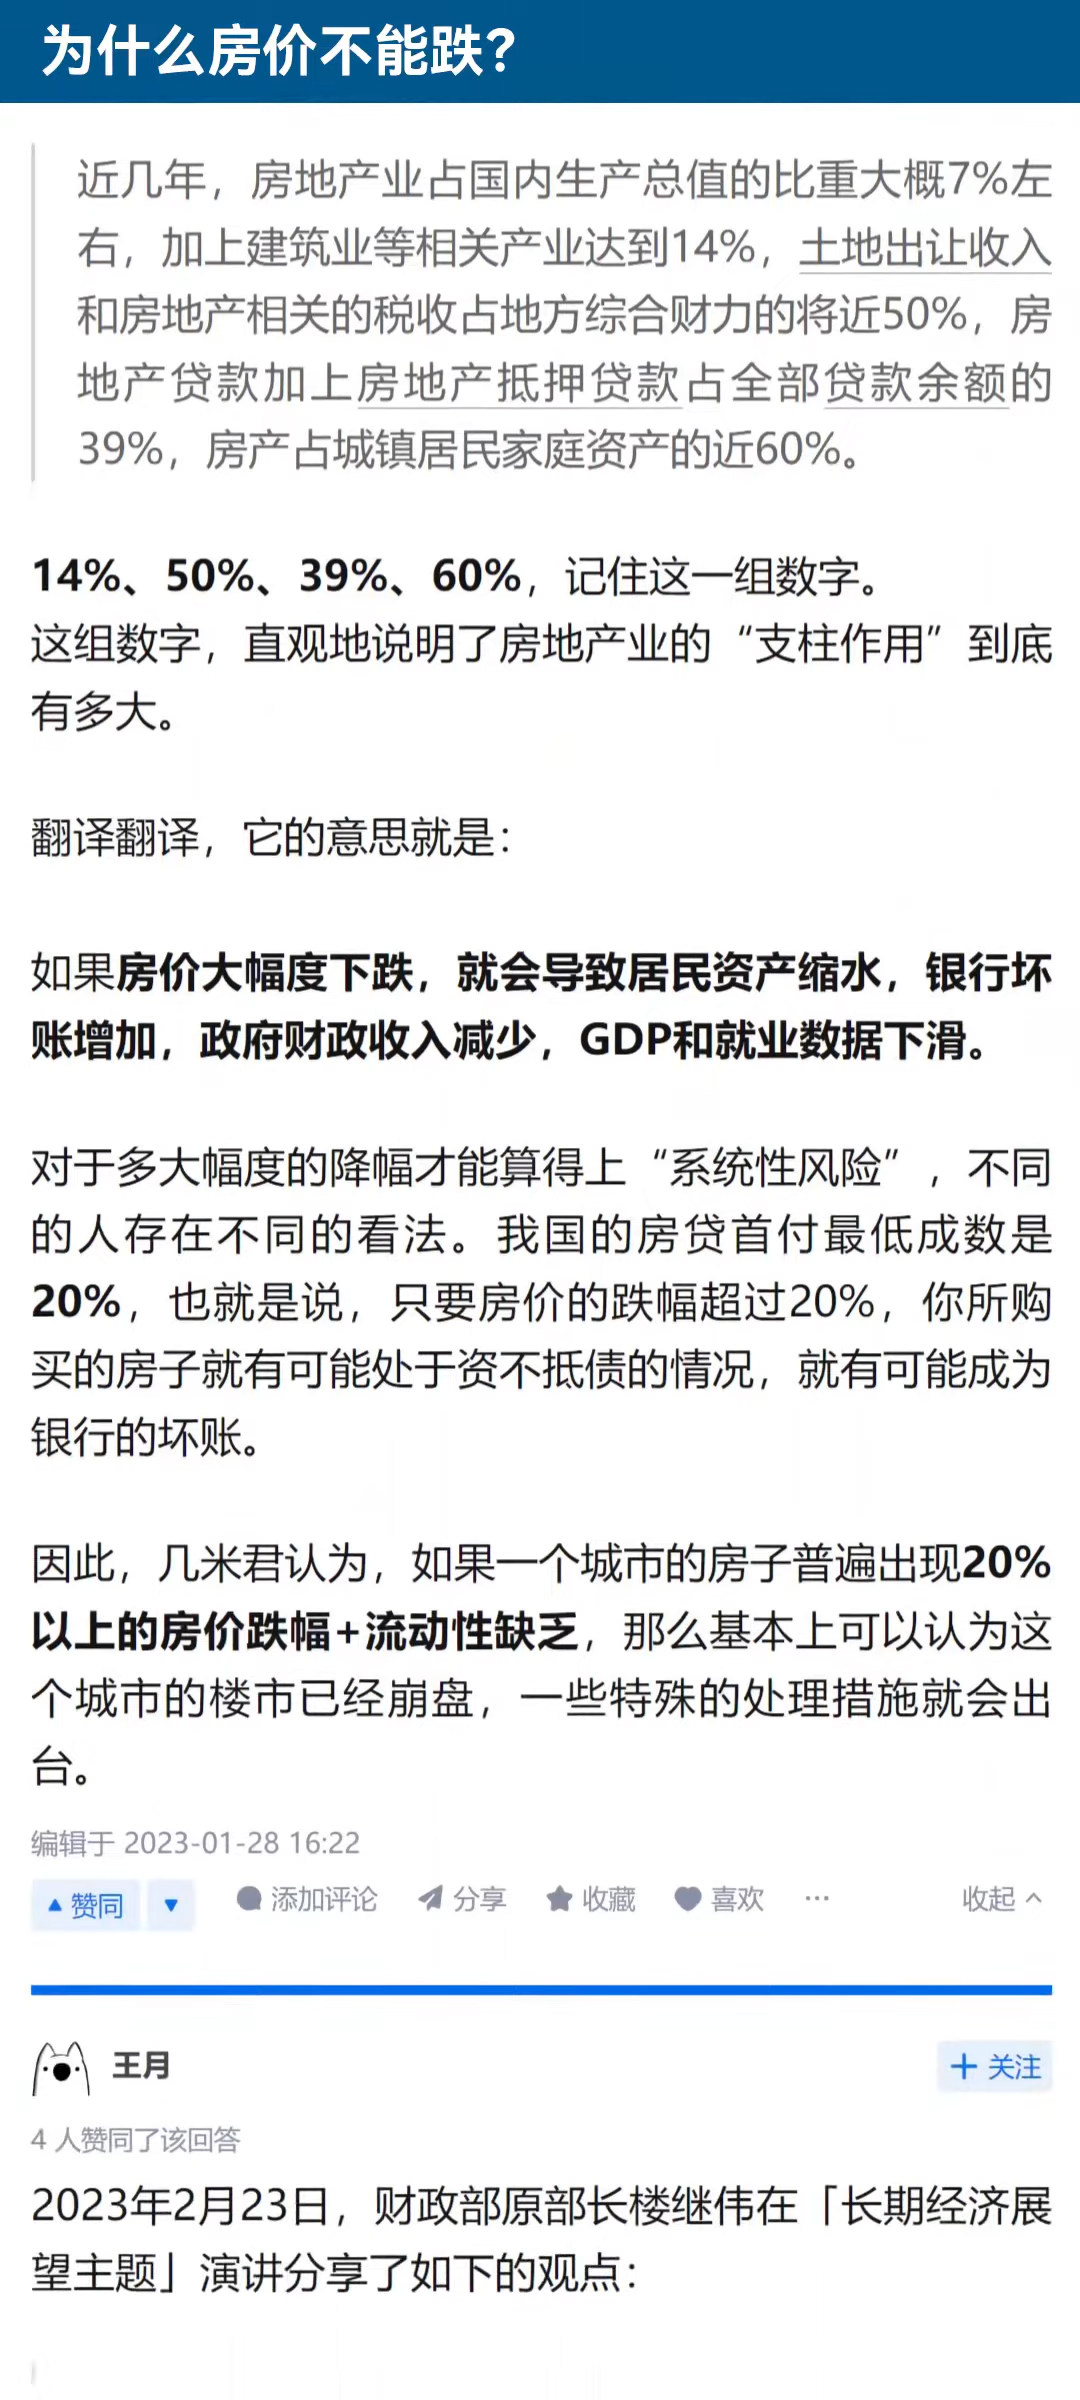 为什么房价不能跌？
近几年，房地产业占国内生产总值的比重大概7%左
右，加上建筑业等相关产业达到14%，土地出让收入
和房地产相关的税收占地方综合财力的将近50%，房
地产贷款加上房地产抵押贷款占全部贷款余额的
39%，房产占城镇居民家庭资产的近60%。
14%、50%、39%、60%，记住这一组数字。
这组数字，直观地说明了房地产业的“支柱作用”到底
有多大。
翻译翻译，它的意思就是：
如果房价大幅度下跌，就会导致居民资产缩水，银行坏
账增加，政府财政收入减少，GDP和就业数据下滑。
对于多大幅度的降幅才能算得上“系统性风险”，不同
的人存在不同的看法。我国的房贷首付最低成数是
20%，也就是说，只要房价的跌幅超过20%，你所购
买的房子就有可能处于资不抵债的情况，就有可能成为
银行的坏账。
因此，几米君认为，如果一个城市的房子普遍出现20%
以上的房价跌幅+流动性缺乏，那么基本上可以认为这
个城市的楼市已经崩盘，一些特殊的处理措施就会出
台。
编辑于 2023-01-28 16:22
赞同 添加评论 分享 收藏 喜欢 ··· 收起
王月 + 关注
4 人赞同了该回答
2023年2月23日，财政部原部长楼继伟在「长期经济展
望主题」演讲分享了如下的观点：